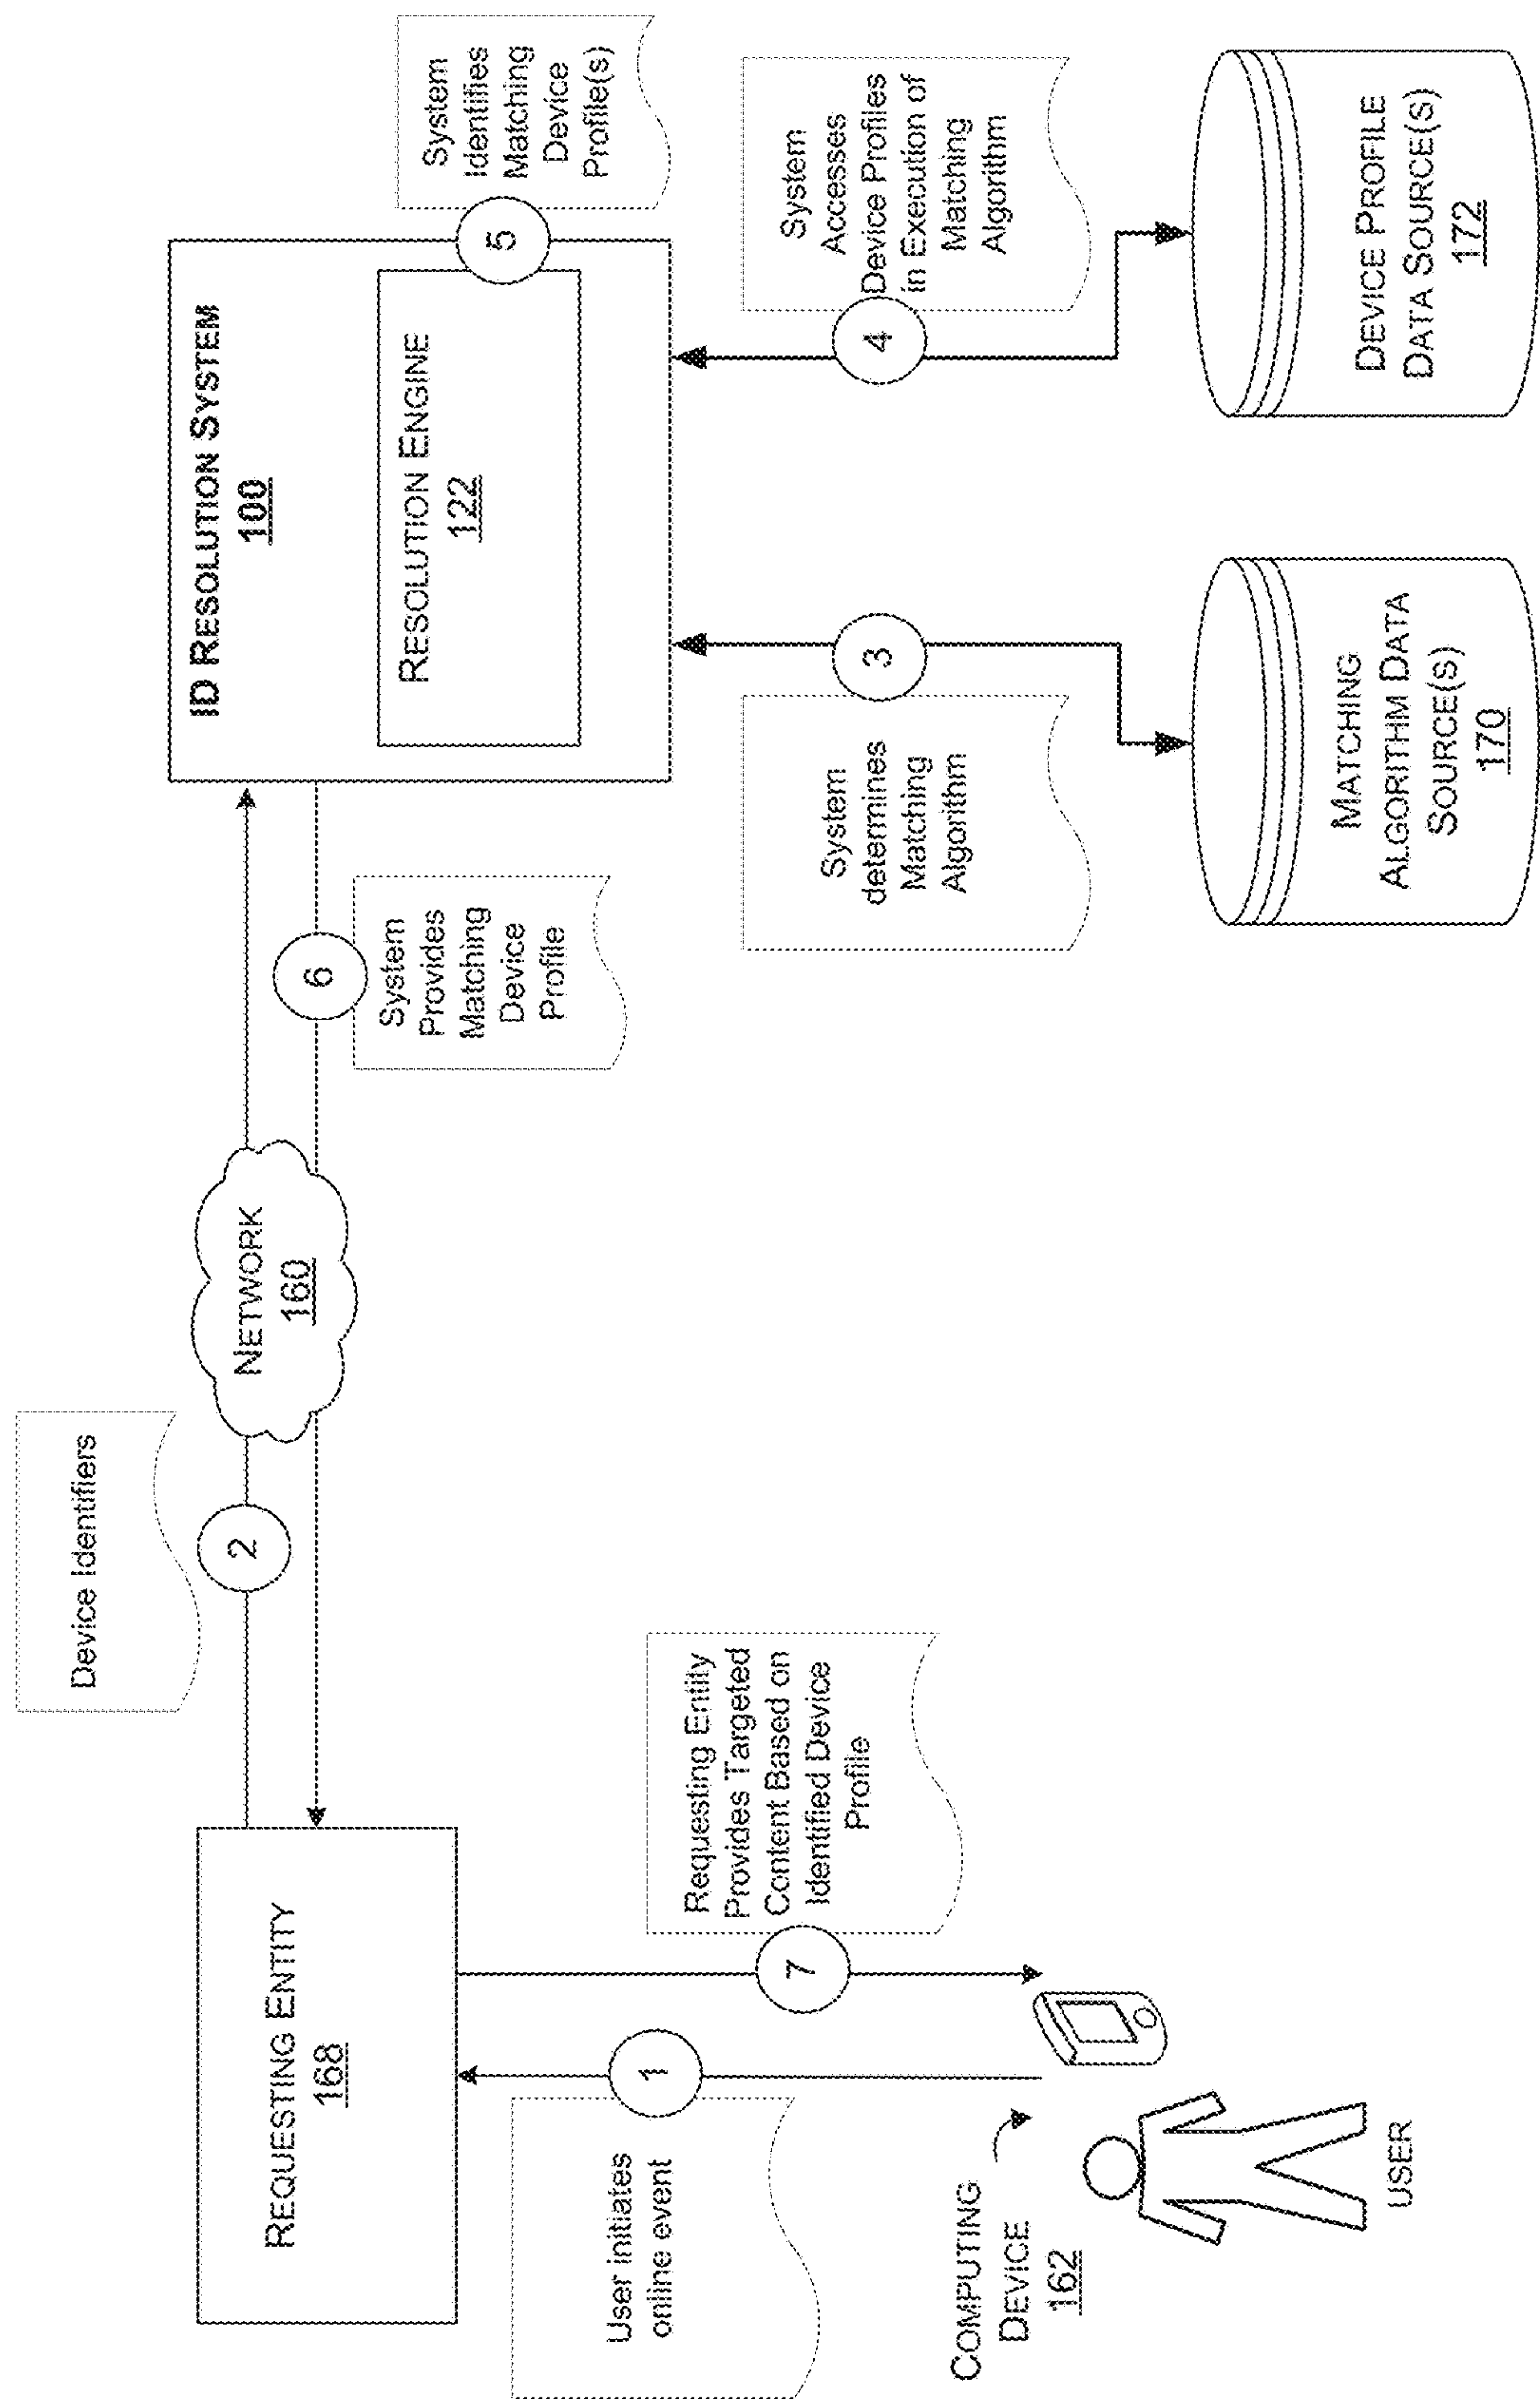 Device Identifiers
2
REQUESTING ENTITY
168
NETWORK
160
6
System
Provides
Matching
Device
Profile
ID RESOLUTION SYSTEM
100
RESOLUTION ENGINE
122
5
System
Identifies
Matching
Device
Profile(s)
User initiates
online event
1
7
Requesting Entity
Provides Targeted
Content Based on
Identified Device
Profile
System
determines
Matching
Algorithm
3
4
System
Accesses
Device Profiles
in Execution of
Matching
Algorithm
COMPUTING
DEVICE
162
USER
MATCHING
ALGORITHM DATA
SOURCE(S)
170
DEVICE PROFILE
DATA SOURCE(S)
172